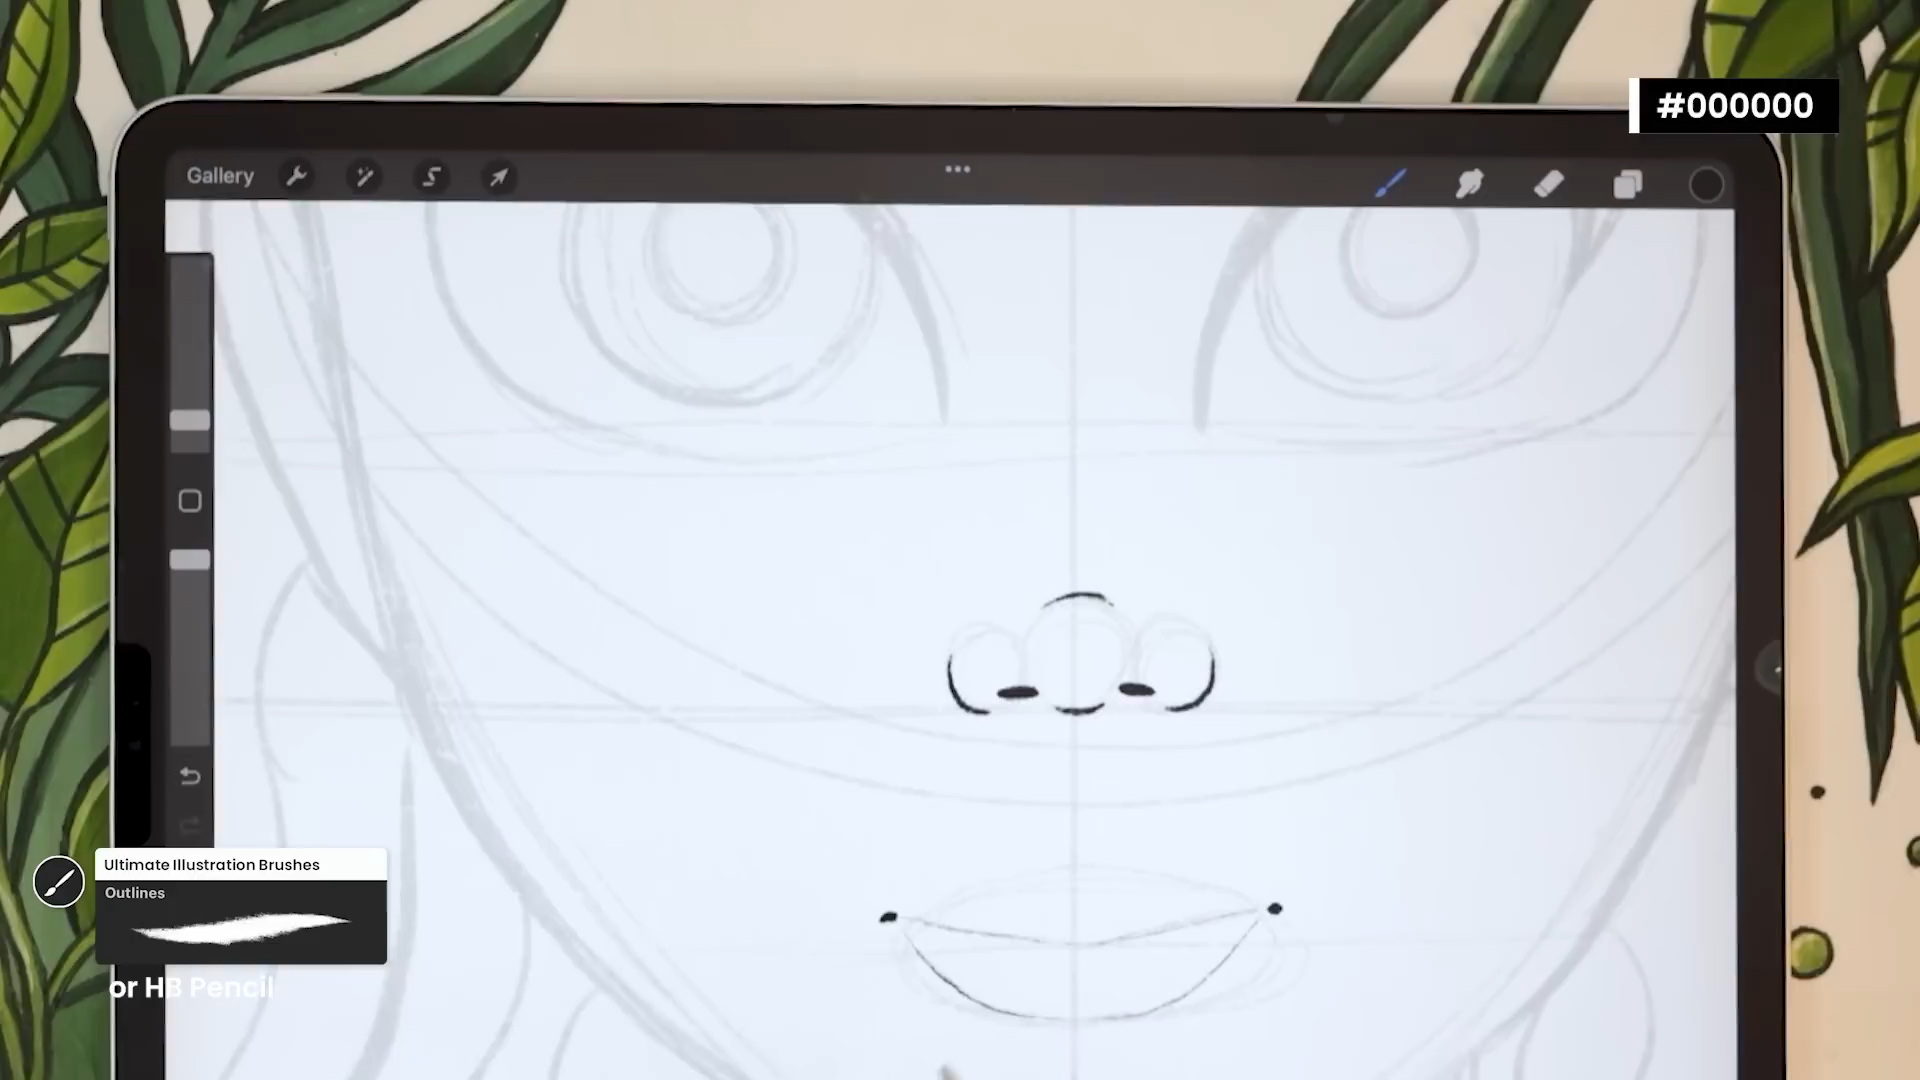 #000000
Gallery
Ultimate Illustration Brushes
Outlines
or HB Pencil